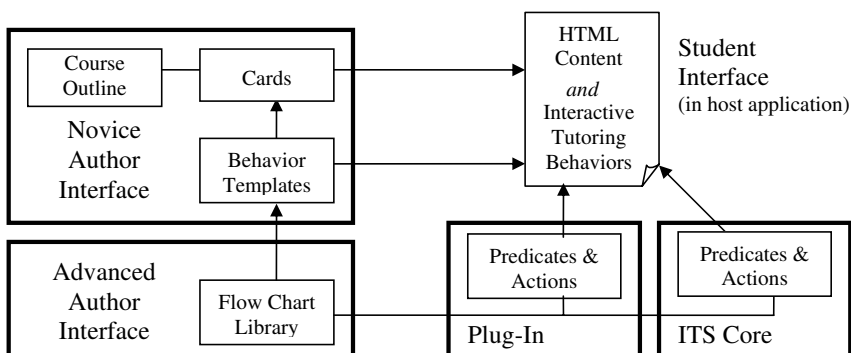 Course
Outline
Cards
Novice
Author
Interface
Behavior
Templates
HTML
Content
and
Interactive
Tutoring
Behaviors
Student
Interface
(in host application)
Advanced
Author
Interface
Flow Chart
Library
Predicates &
Actions
Plug-In
Predicates &
Actions
ITS Core